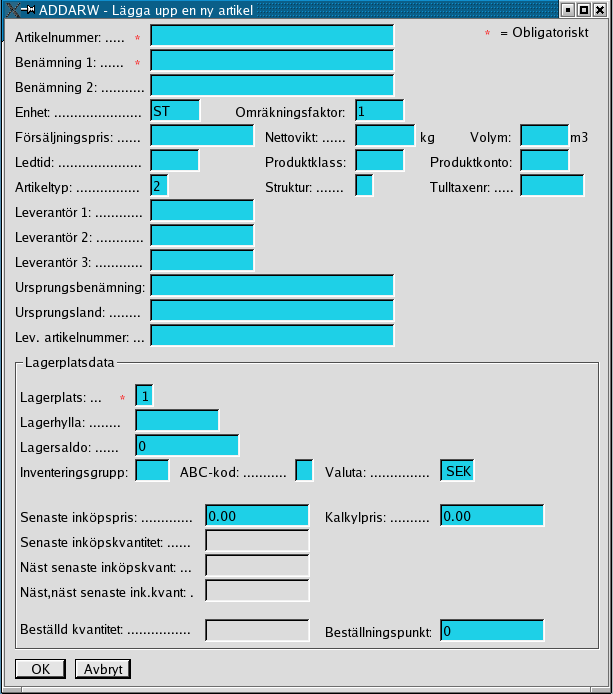 ADDARW - Lägga upp en ny artikel
Artikelnummer: ..... * * = Obligatoriskt
Benämning 1: ...... *
Benämning 2: ...........
Enhet: ...................... ST Omräkningsfaktor: 1
Försäljningspris: ...... Nettovikt: ...... kg Volym: m3
Ledtid: ..................... Produktklass: Produktkonto:
Artikeltyp: ................ 2 Struktur: ....... Tulltaxenr: .....
Leverantör 1: ............
Leverantör 2: ............
Leverantör 3: ............
Ursprungsbenämning:
Ursprungsland: ........
Lev. artikelnummer: ...
Lagerplatsdata
Lagerplats: ... * 1
Lagerhylla: ........
Lagersaldo: ...... 0
Inventeringsgrupp: ABC-kod: ........... Valuta: ............... SEK
Senaste inköpspris: ............. 0.00 Kalkylpris: .......... 0.00
Senaste inköpskvantitet: ......
Näst senaste inköpskvant: ...
Näst,näst senaste ink.kvant: .
Beställd kvantitet: ................ Beställningspunkt: 0
OK Avbryt